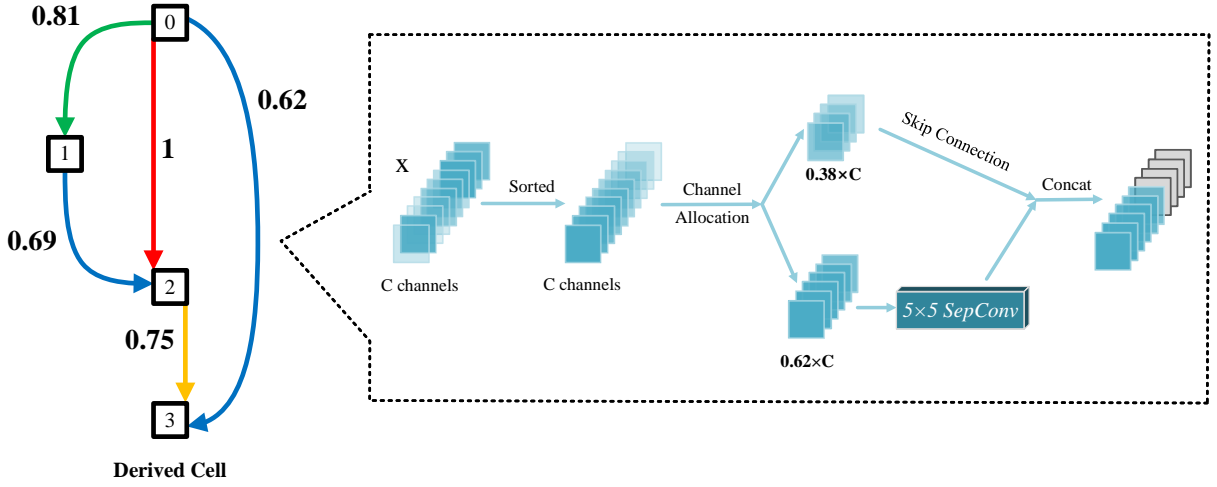 0.81
0
0.62
1
1
0.69
2
0.75
3
Derived Cell
X
C channels
Sorted
C channels
Channel
Allocation
0.38×C
0.62×C
Skip Connection
5×5 SepConv
Concat